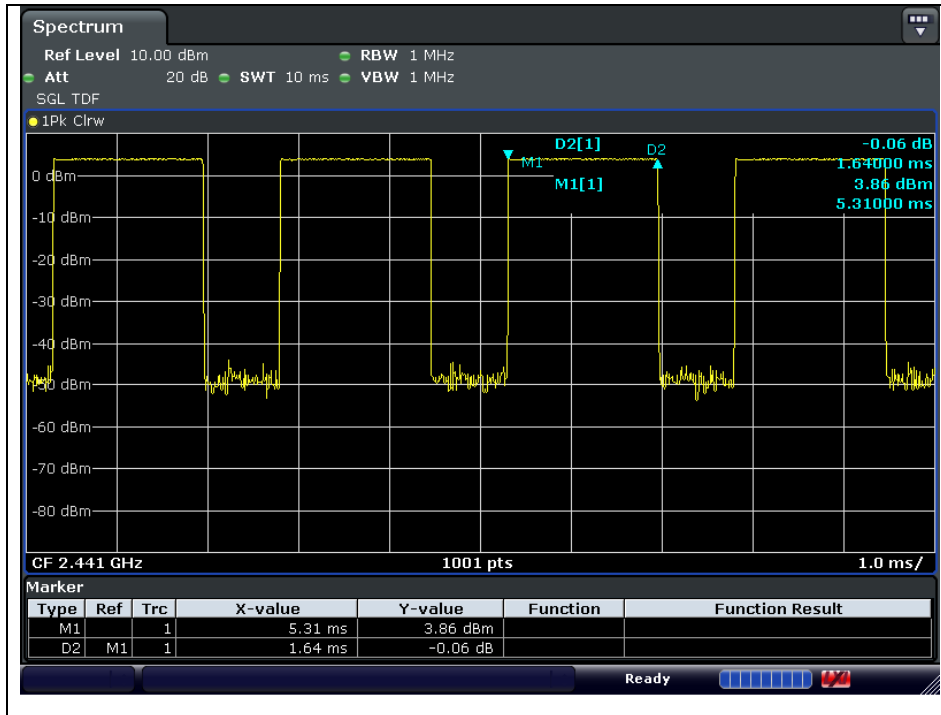 Spectrum
Ref Level 10.00 dBm RBW 1 MHz
Att 20 dB SWT 10 ms VBW 1 MHz
SGL TDF
1Pk Clrw
D2[1] -0.06 dB
1.64000 ms
M1[1] 3.86 dBm
5.31000 ms
M1
D2
0 dBm
-10 dBm
-20 dBm
-30 dBm
-40 dBm
-50 dBm
-60 dBm
-70 dBm
-80 dBm
CF 2.441 GHz 1001 pts 1.0 ms/
Marker
Type Ref Trc X-value Y-value Function Function Result
M1 1 5.31 ms 3.86 dBm
D2 M1 1 1.64 ms -0.06 dB
Ready